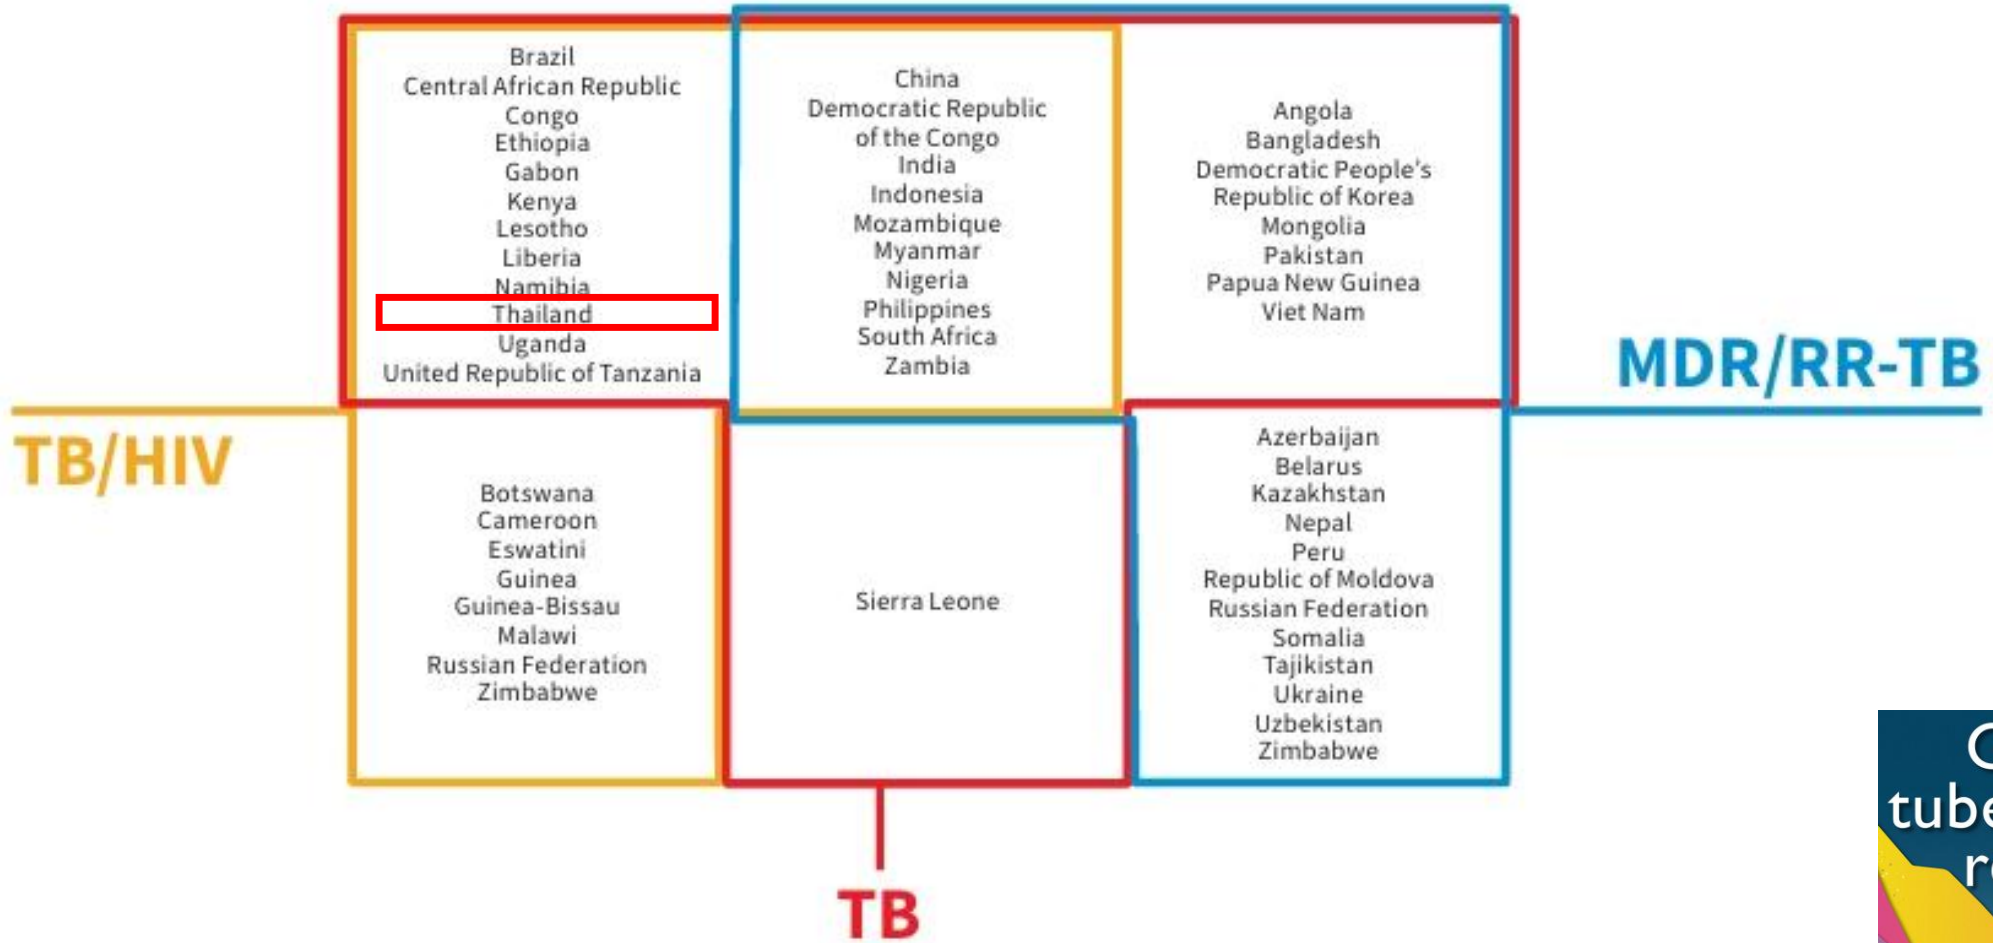 Brazil
Central African Republic
Congo
Ethiopia
Gabon
Kenya
Lesotho
Liberia
Namibia
Thailand
Uganda
United Republic of Tanzania
China
Democratic Republic
of the Congo
India
Indonesia
Mozambique
Myanmar
Nigeria
Philippines
South Africa
Zambia
Angola
Bangladesh
Democratic People's
Republic of Korea
Mongolia
Pakistan
Papua New Guinea
Viet Nam
MDR/RR-TB
TB/HIV
Botswana
Cameroon
Eswatini
Guinea
Guinea-Bissau
Malawi
Russian Federation
Zimbabwe
Sierra Leone
Azerbaijan
Belarus
Kazakhstan
Nepal
Peru
Republic of Moldova
Russian Federation
Somalia
Tajikistan
Ukraine
Uzbekistan
Zimbabwe
TB